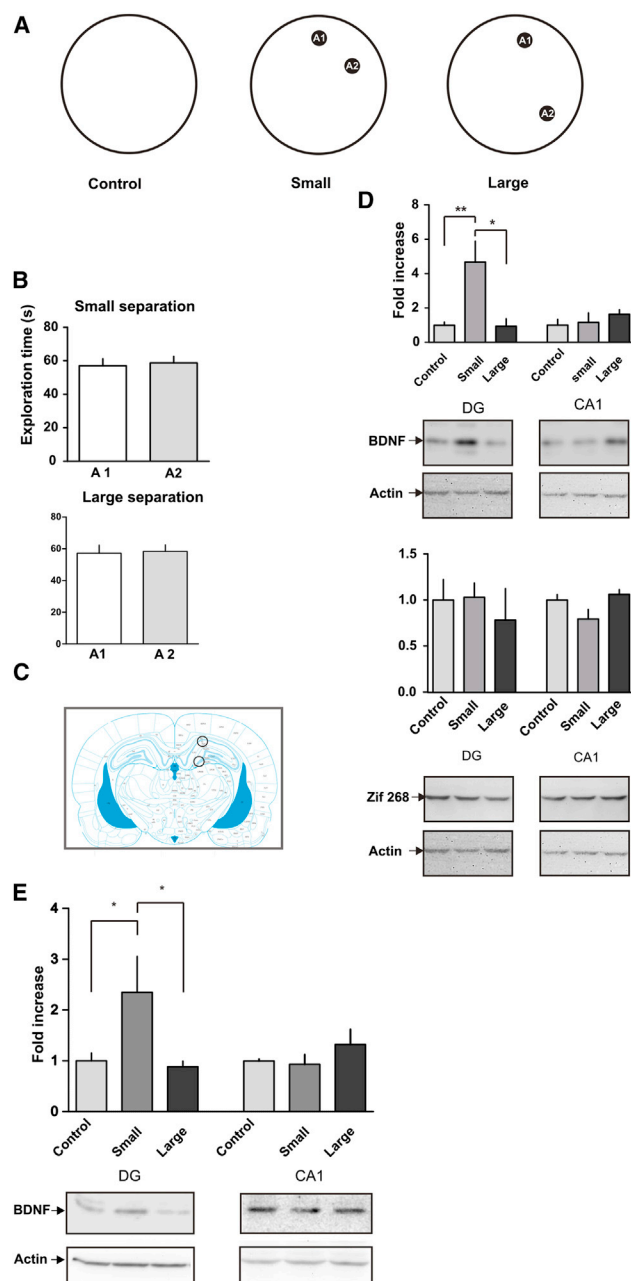 A
A1
A2
A1
A2
Control
Small
Large
B
Small separation
Exploration time (s)
80
60
40
20
0
A 1
A2
Large separation
80
60
40
20
0
A1
A 2
C
D
Fold increase
8
6
4
2
0
**
*
Control
Small
Large
Control
small
Large
DG
CA1
BDNF
Actin
1.5
1.0
0.5
0.0
Control
Small
Large
Control
Small
Large
DG
CA1
Zif 268
Actin
E
Fold increase
4
3
2
1
0
*
*
Control
Small
Large
Control
Small
Large
DG
CA1
BDNF
Actin